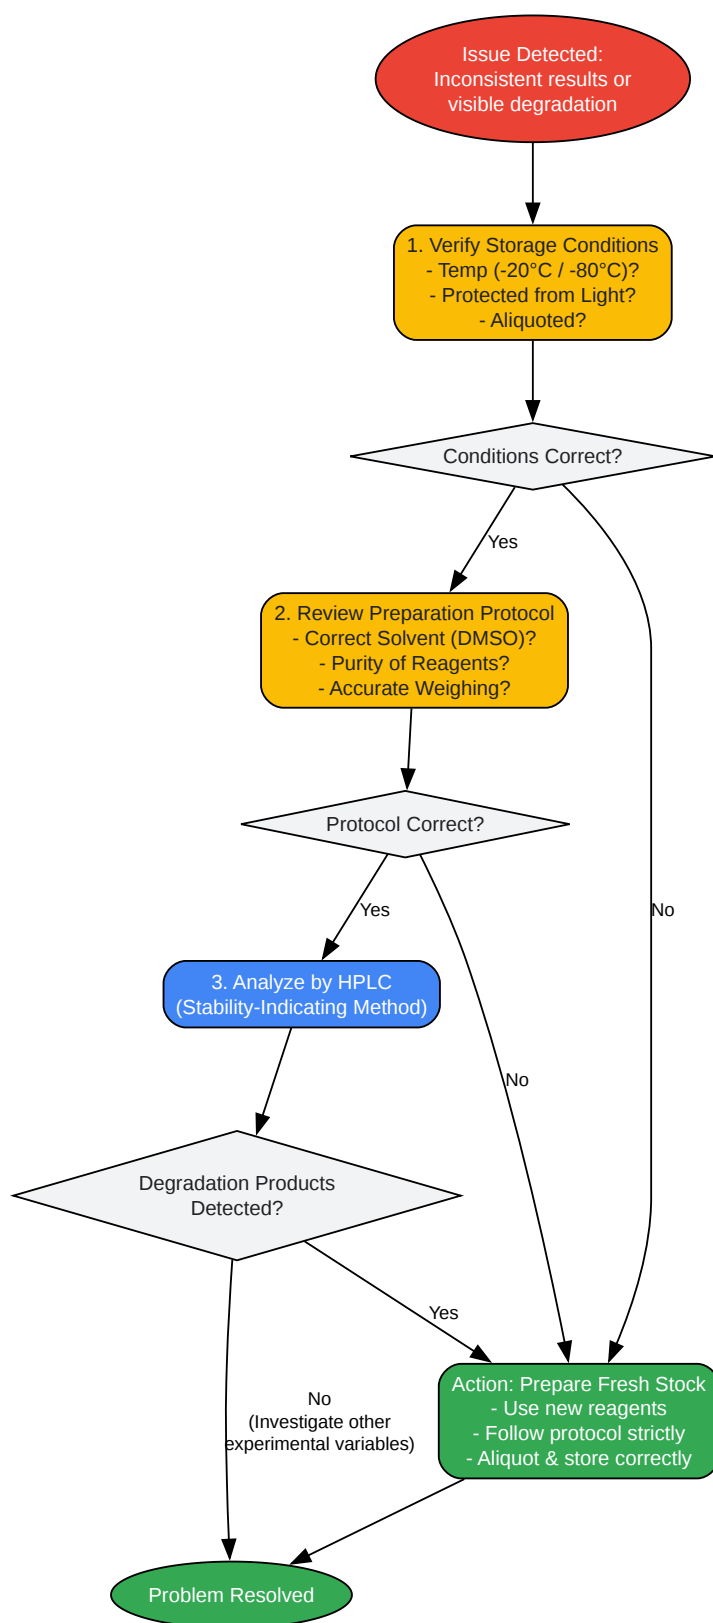 Issue Detected:
Inconsistent results or
visible degradation
1. Verify Storage Conditions
- Temp (-20°C / -80°C)?
- Protected from Light?
- Aliquoted?
Conditions Correct?
Yes
2. Review Preparation Protocol
- Correct Solvent (DMSO)?
- Purity of Reagents?
- Accurate Weighing?
Protocol Correct?
Yes
No
3. Analyze by HPLC
(Stability-Indicating Method)
No
Degradation Products
Detected?
Yes
No
(Investigate other
experimental variables)
Action: Prepare Fresh Stock
- Use new reagents
- Follow protocol strictly
- Aliquot & store correctly
Problem Resolved